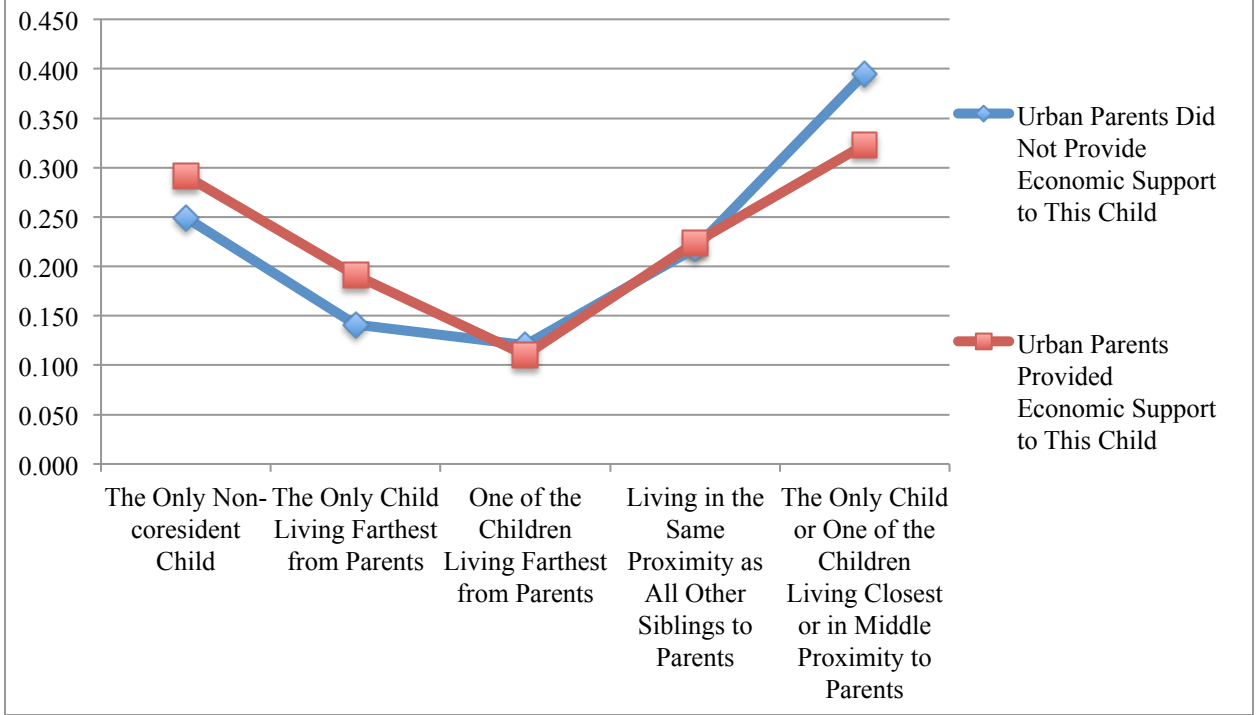 0.450
0.400
0.350
0.300
0.250
0.200
0.150
0.100
0.050
0.000
The Only Non-
coresident
Child
The Only Child
Living Farthest
from Parents
One of the
Children
Living Farthest
from Parents
Living in the
Same
Proximity as
All Other
Siblings to
Parents
The Only Child
or One of the
Children
Living Closest
or in Middle
Proximity to
Parents
Urban Parents Did
Not Provide
Economic Support
to This Child
Urban Parents
Provided
Economic Support
to This Child